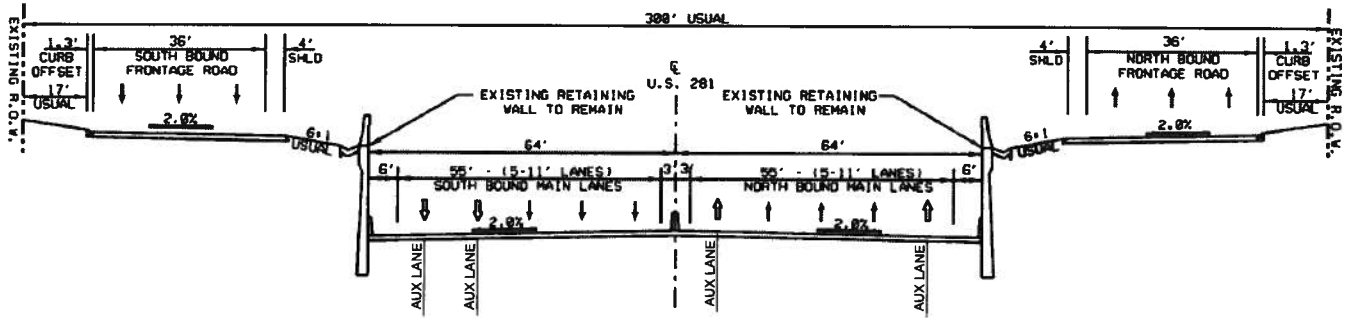 300' USUAL
EXISTING R.O.W.
1.3'
CURB
OFFSET
17'
USUAL
36'
SOUTH BOUND
FRONTAGE ROAD
4'
SHLD
℄
U.S. 281
4'
SHLD
36'
NORTH BOUND
FRONTAGE ROAD
1.3'
CURB
OFFSET
17'
USUAL
EXISTING R.O.W.
EXISTING RETAINING
WALL TO REMAIN
EXISTING RETAINING
WALL TO REMAIN
2.0%
6:1
USUAL
64'
64'
6:1
USUAL
2.0%
6'
55' - (5-11' LANES)
SOUTH BOUND MAIN LANES
3'
3'
55' - (5-11' LANES)
NORTH BOUND MAIN LANES
6'
2.0%
2.0%
AUX LANE
AUX LANE
AUX LANE
AUX LANE